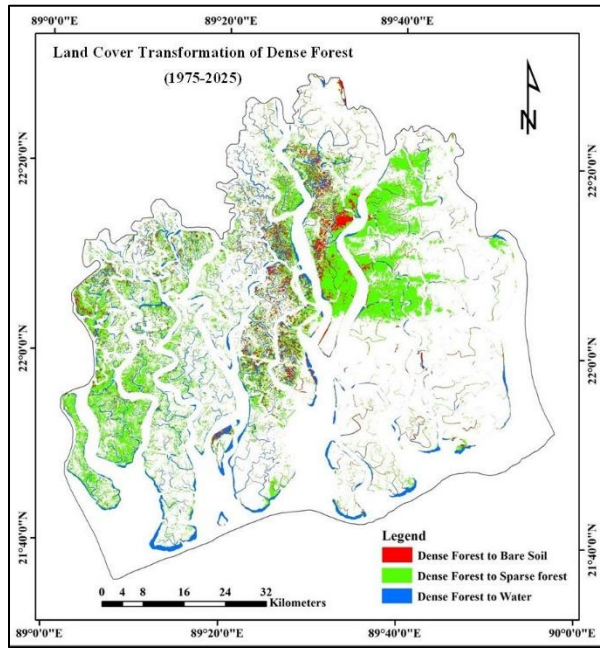 89°0'0"E 89°20'0"E 89°40'0"E
Land Cover Transformation of Dense Forest
(1975-2025)
N
22°20'0"N 22°20'0"N
22°0'0"N 22°0'0"N
21°40'0"N 21°40'0"N
Legend
Dense Forest to Bare Soil
Dense Forest to Sparse forest
Dense Forest to Water
0 4 8 16 24 32
Kilometers
89°0'0"E 89°20'0"E 89°40'0"E 90°0'0"E